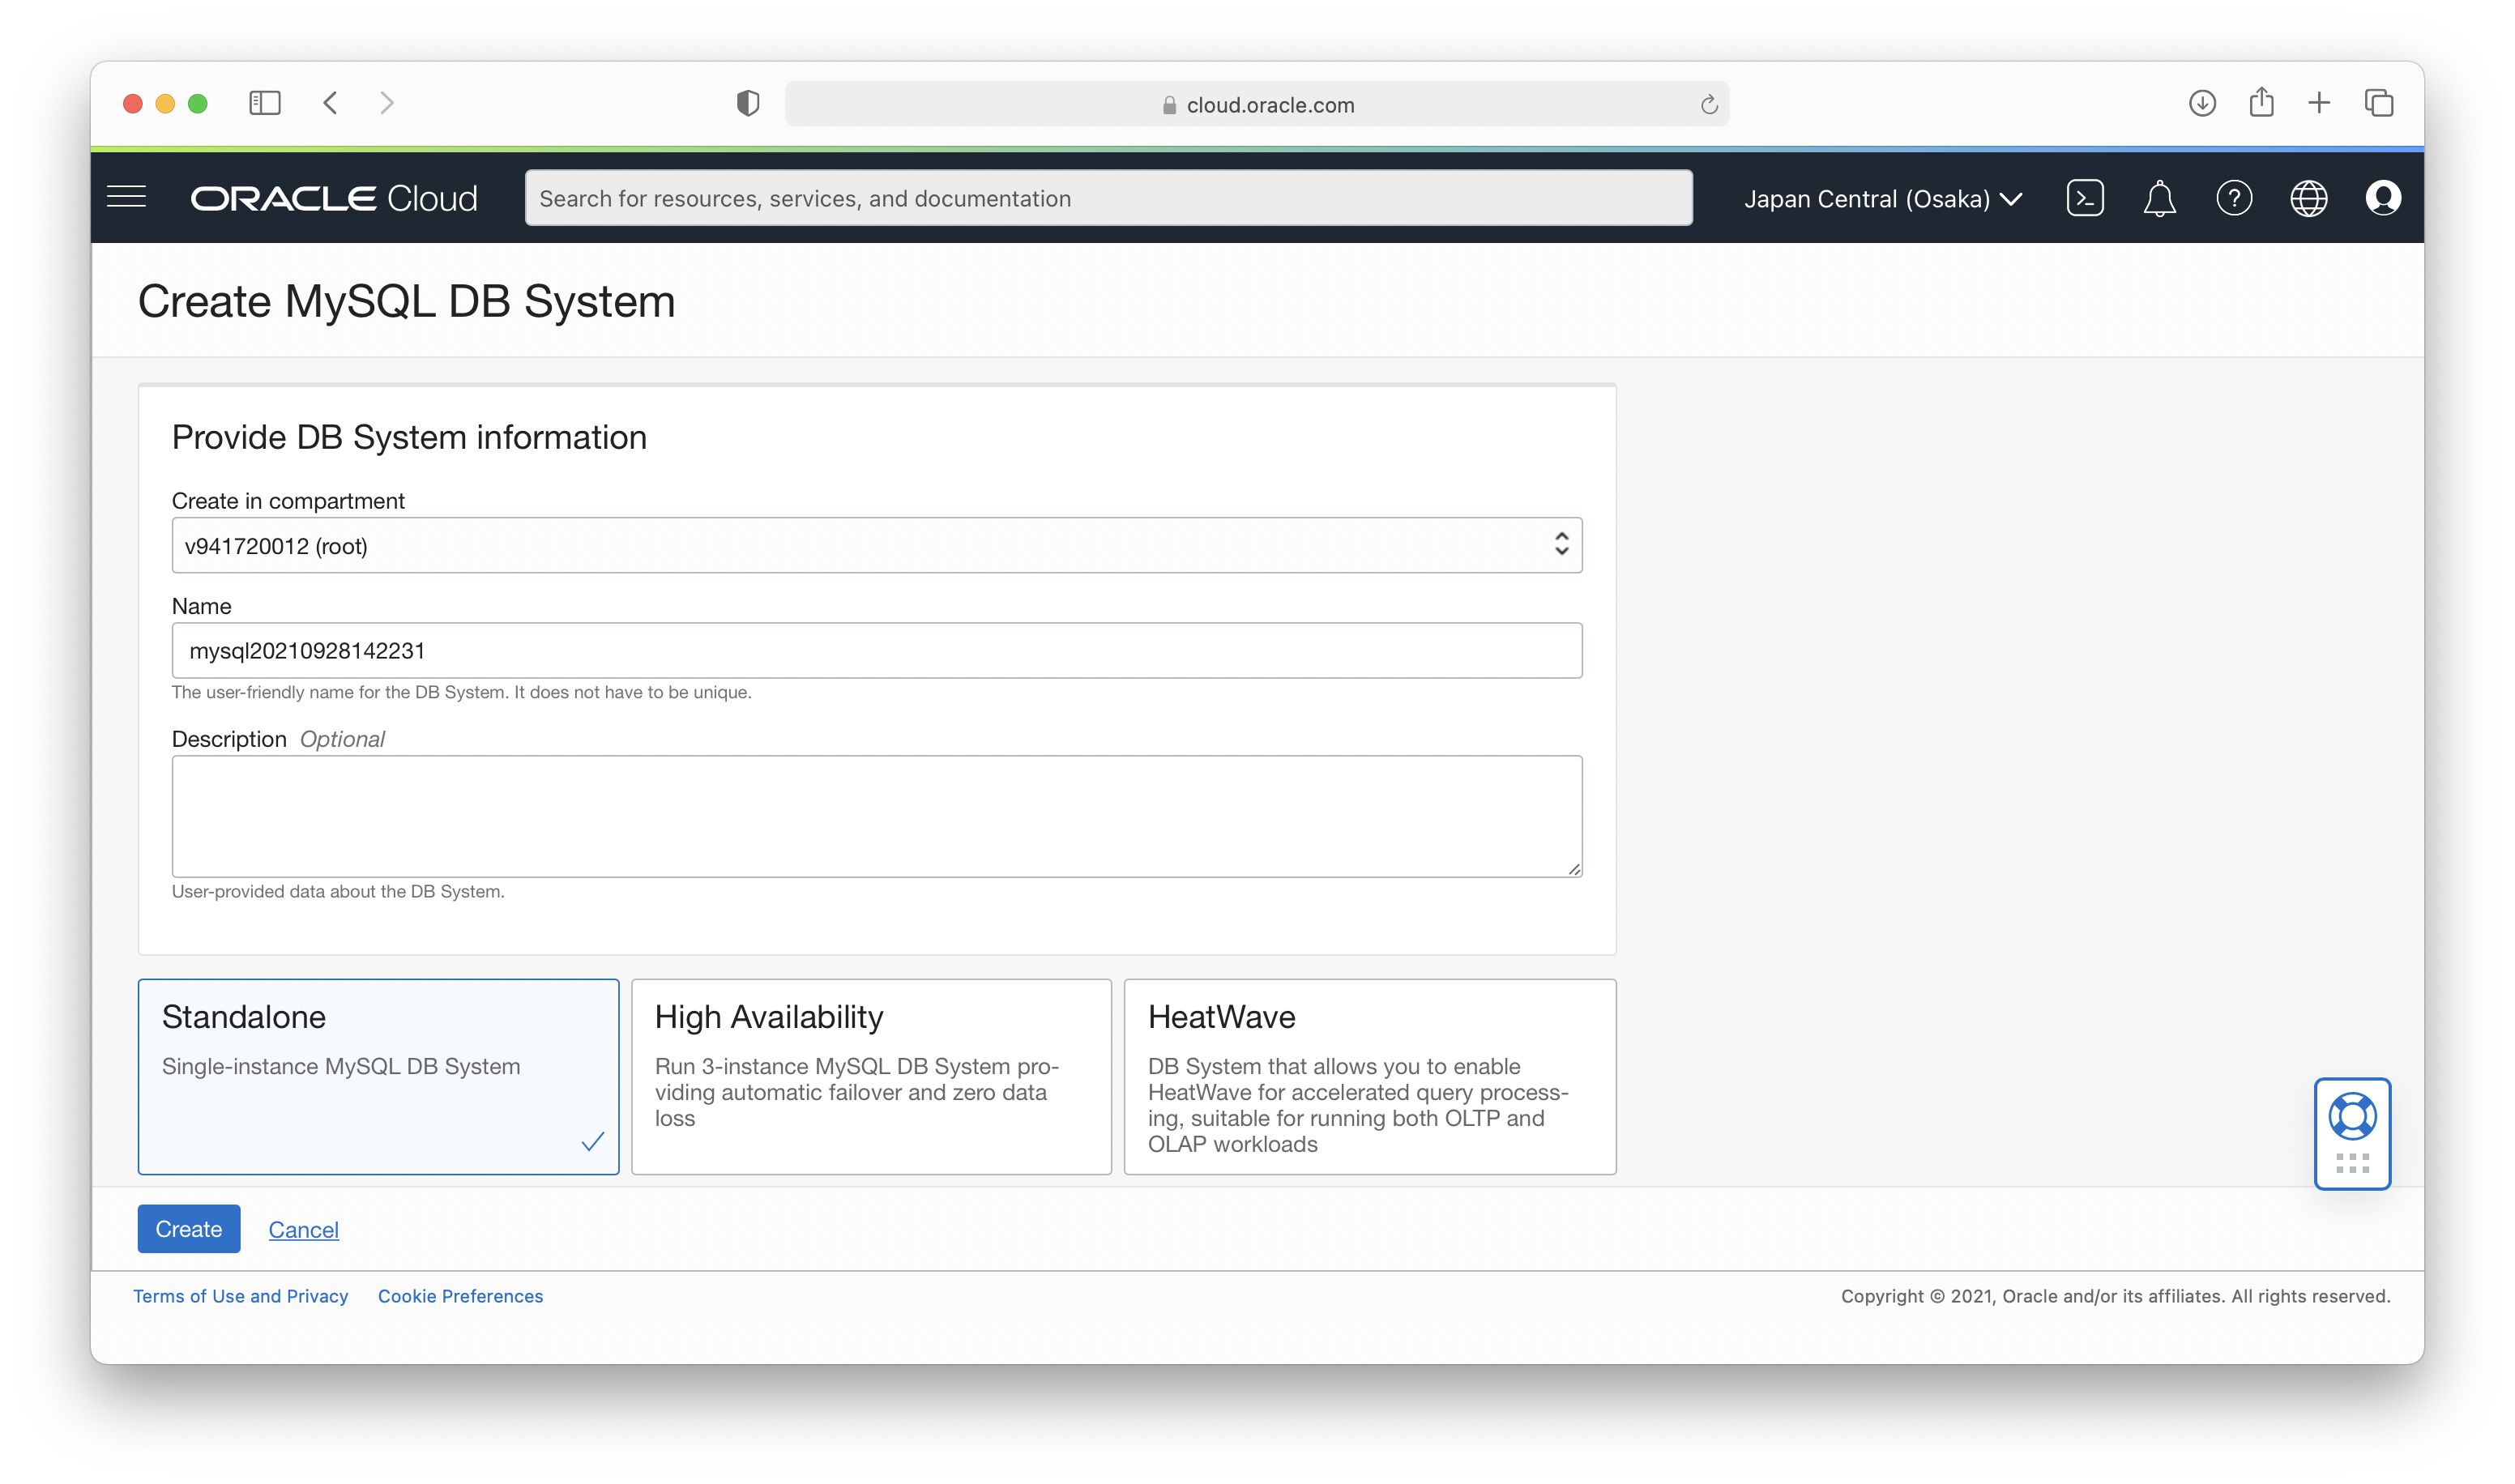 cloud.oracle.com
ORACLE Cloud
Search for resources, services, and documentation
Japan Central (Osaka)
Create MySQL DB System
Provide DB System information
Create in compartment
v941720012 (root)
Name
mysql20210928142231
The user-friendly name for the DB System. It does not have to be unique.
Description Optional
User-provided data about the DB System.
Standalone
Single-instance MySQL DB System
High Availability
Run 3-instance MySQL DB System pro-
viding automatic failover and zero data
loss
HeatWave
DB System that allows you to enable
HeatWave for accelerated query process-
ing, suitable for running both OLTP and
OLAP workloads
Create
Cancel
Terms of Use and Privacy
Cookie Preferences
Copyright © 2021, Oracle and/or its affiliates. All rights reserved.